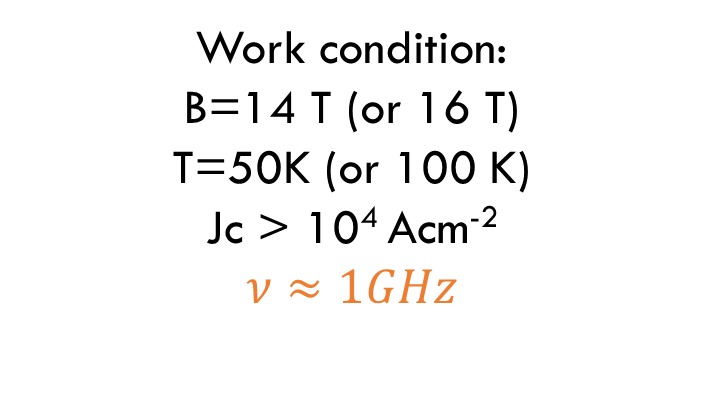 Work condition:
B=14 T (or 16 T)
T=50K (or 100 K)
Jc > 10⁴ Acm⁻²
𝜈 ≈ 1𝐺𝐻𝑧